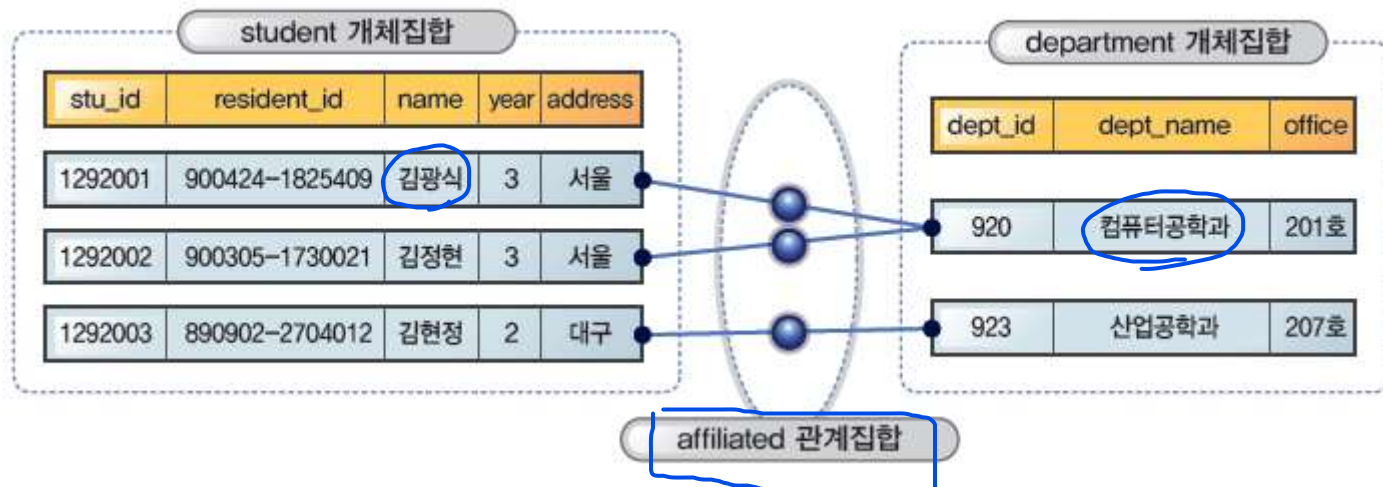 student 개체집합
department 개체집합
stu_id resident_id name year address
dept_id dept_name office
1292001 900424-1825409 김광식 3 서울
920 컴퓨터공학과 201호
1292002 900305-1730021 김정현 3 서울
1292003 890902-2704012 김현정 2 대구
923 산업공학과 207호
affiliated 관계집합